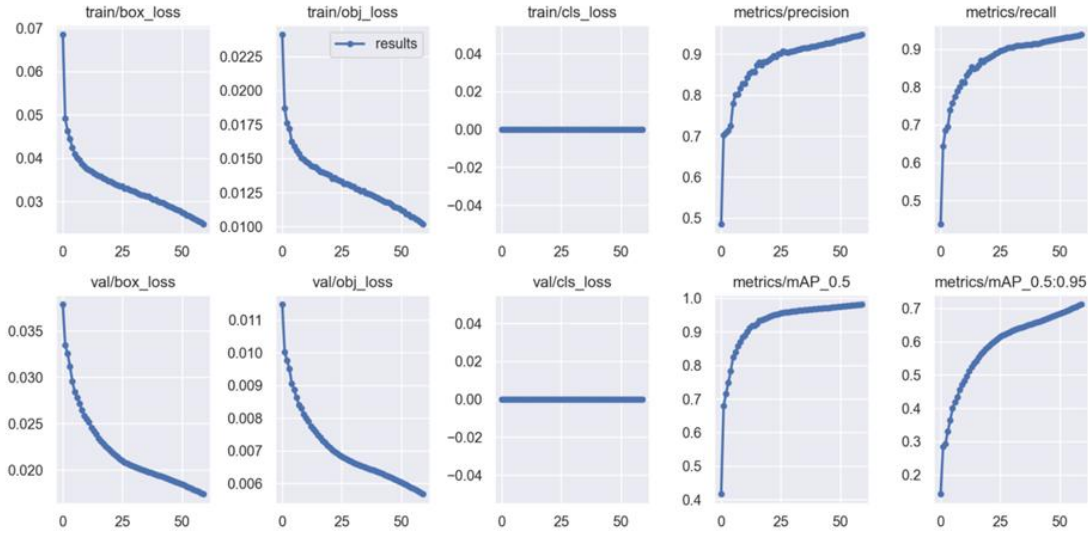 train/box_loss train/obj_loss train/cls_loss metrics/precision metrics/recall
0.07 0.06 0.05 0.04 0.03
0 25 50
0.0225 0.0200 0.0175 0.0150 0.0125 0.0100
results
0 25 50
0.04 0.02 0.00 −0.02 −0.04
0 25 50
0.9 0.8 0.7 0.6 0.5
0 25 50
0.9 0.8 0.7 0.6 0.5
0 25 50
val/box_loss val/obj_loss val/cls_loss metrics/mAP_0.5 metrics/mAP_0.5:0.95
0.035 0.030 0.025 0.020
0 25 50
0.011 0.010 0.009 0.008 0.007 0.006
0 25 50
0.04 0.02 0.00 −0.02 −0.04
0 25 50
1.0 0.9 0.8 0.7 0.6 0.5 0.4
0 25 50
0.7 0.6 0.5 0.4 0.3 0.2
0 25 50